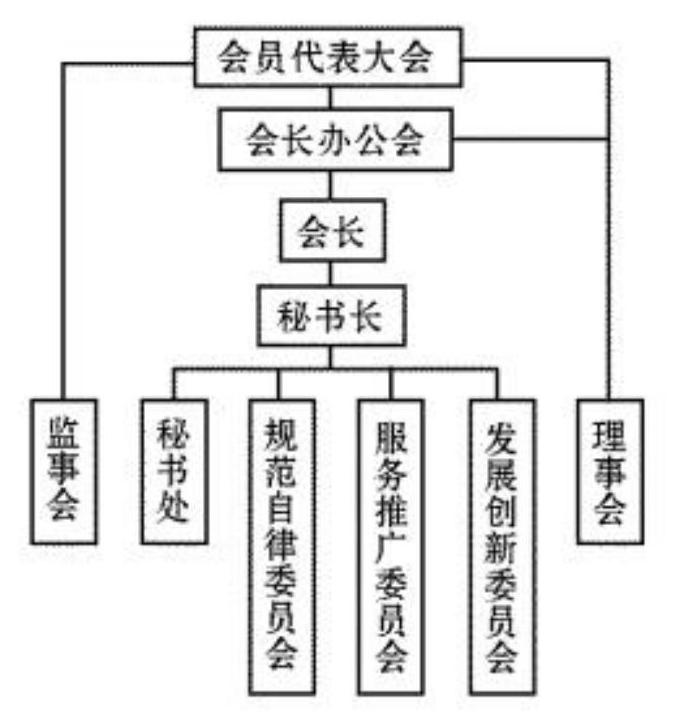 会员代表大会
会长办公会
会长
秘书长
监事会
秘书处
规范自律委员会
服务推广委员会
发展创新委员会
理事会